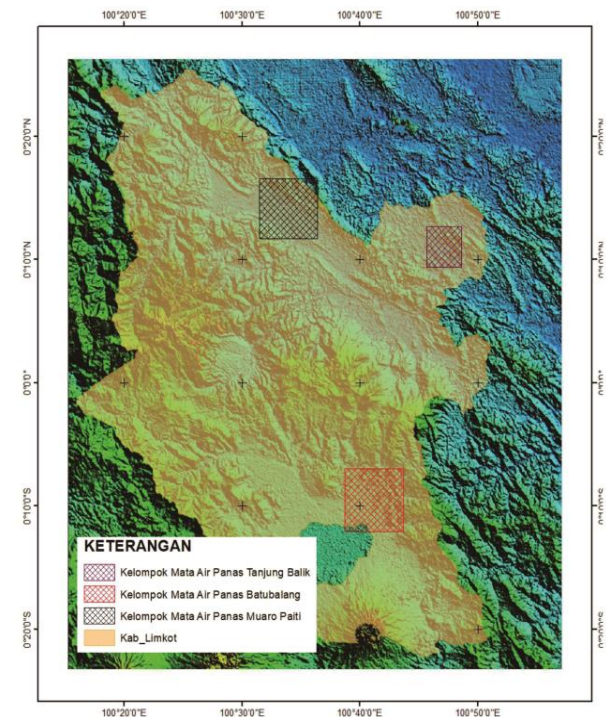 100°20'0"E 100°30'0"E 100°40'0"E 100°50'0"E
0°20'0"N
0°10'0"N
0°0'0"
0°10'0"S
0°20'0"S
KETERANGAN
Kelompok Mata Air Panas Tanjung Balik
Kelompok Mata Air Panas Batubalang
Kelompok Mata Air Panas Muaro Paiti
Kab_Limkot
100°20'0"E 100°30'0"E 100°40'0"E 100°50'0"E